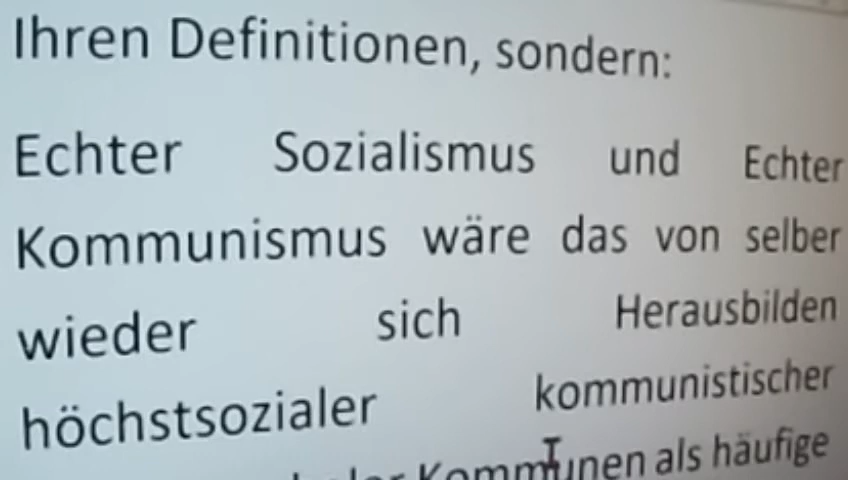 Ihren Definitionen, sondern:
Echter Sozialismus und Echter
Kommunismus wäre das von selber
wieder sich Herausbilden
höchstsozialer kommunistischer
Kommunen als häufige